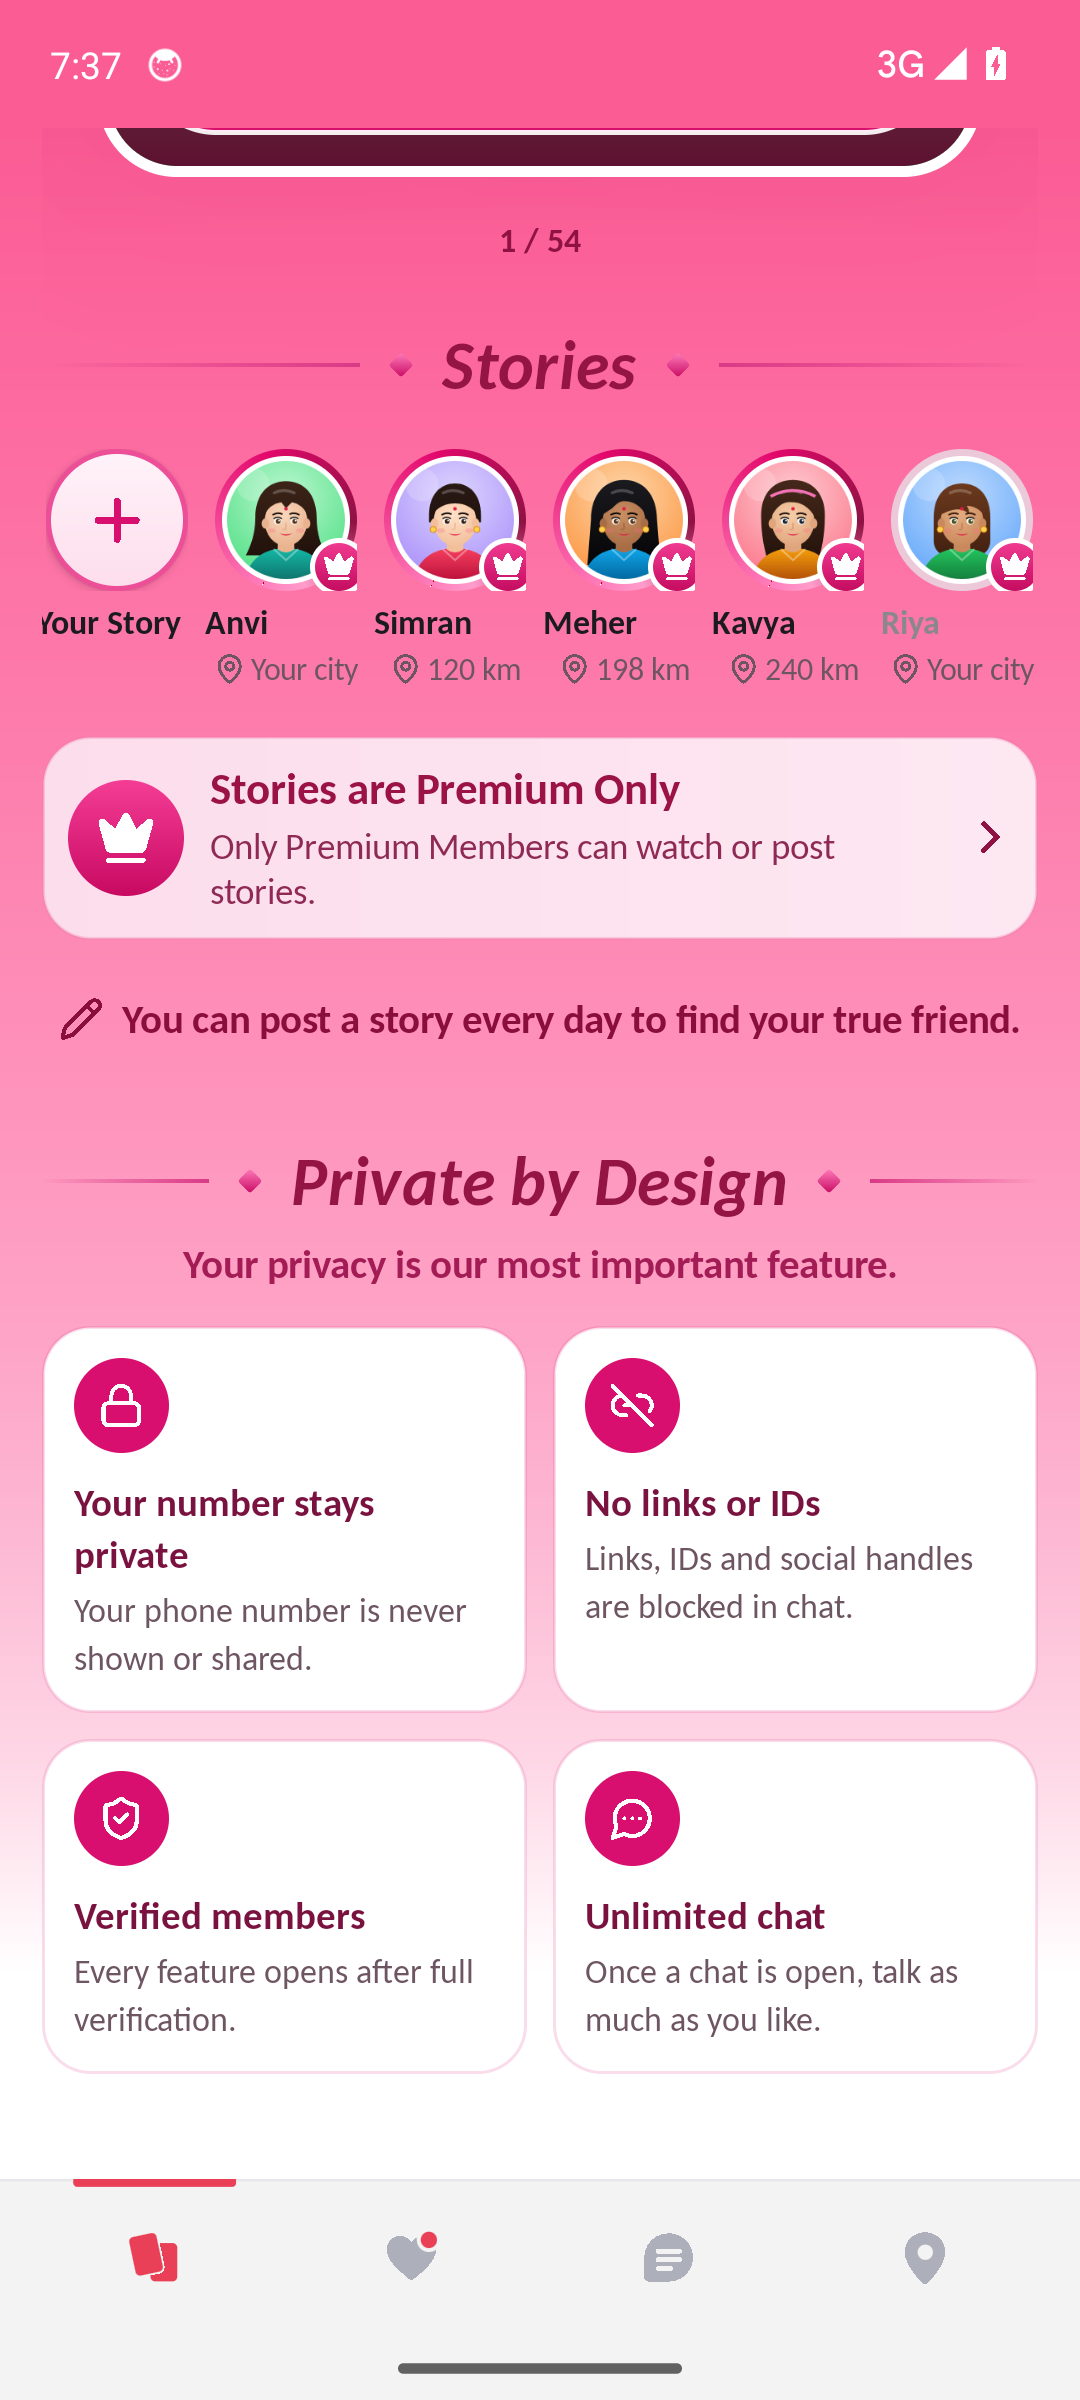 7:37
3G
1 / 54
Stories
Your Story
Anvi
Simran
Meher
Kavya
Riya
Your city
120 km
198 km
240 km
Your city
Stories are Premium Only
Only Premium Members can watch or post
stories.
You can post a story every day to find your true friend.
Private by Design
Your privacy is our most important feature.
Your number stays
private
Your phone number is never
shown or shared.
No links or IDs
Links, IDs and social handles
are blocked in chat.
Verified members
Every feature opens after full
verification.
Unlimited chat
Once a chat is open, talk as
much as you like.